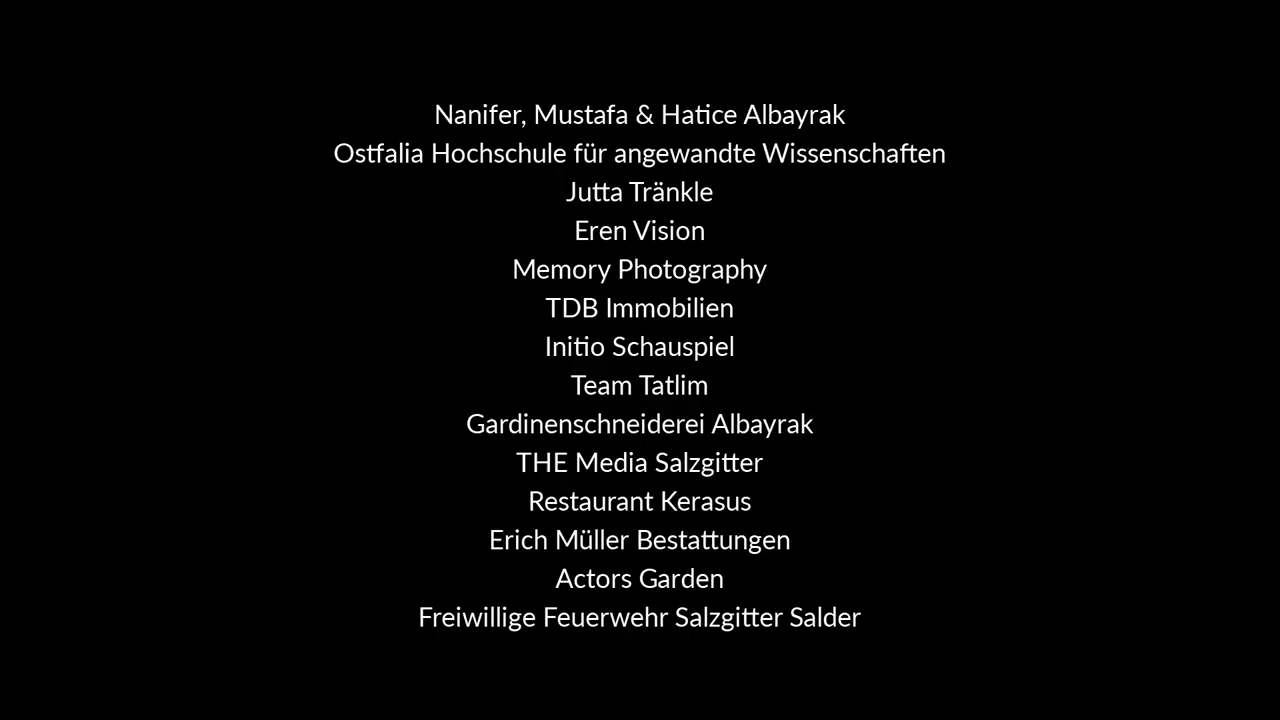 Nanifer, Mustafa & Hatice Albayrak
Ostfalia Hochschule für angewandte Wissenschaften
Jutta Tränkle
Eren Vision
Memory Photography
TDB Immobilien
Initio Schauspiel
Team Tatlim
Gardinenschneiderei Albayrak
THE Media Salzgitter
Restaurant Kerasus
Erich Müller Bestattungen
Actors Garden
Freiwillige Feuerwehr Salzgitter Salder